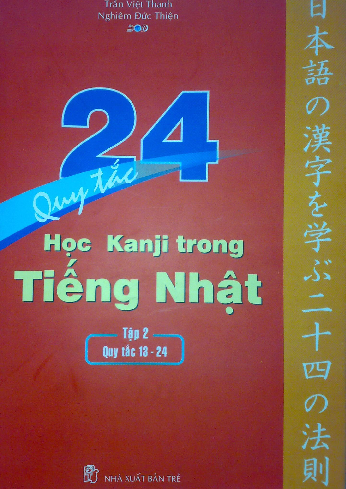 Trần Việt Thanh
Nghiêm Đức Thiện
24
Quy tắc
Học Kanji trong
Tiếng Nhật
Tập 2
Quy tắc 13 - 24
NHÀ XUẤT BẢN TRẺ
日本語の漢字を学ぶ二十四の法則